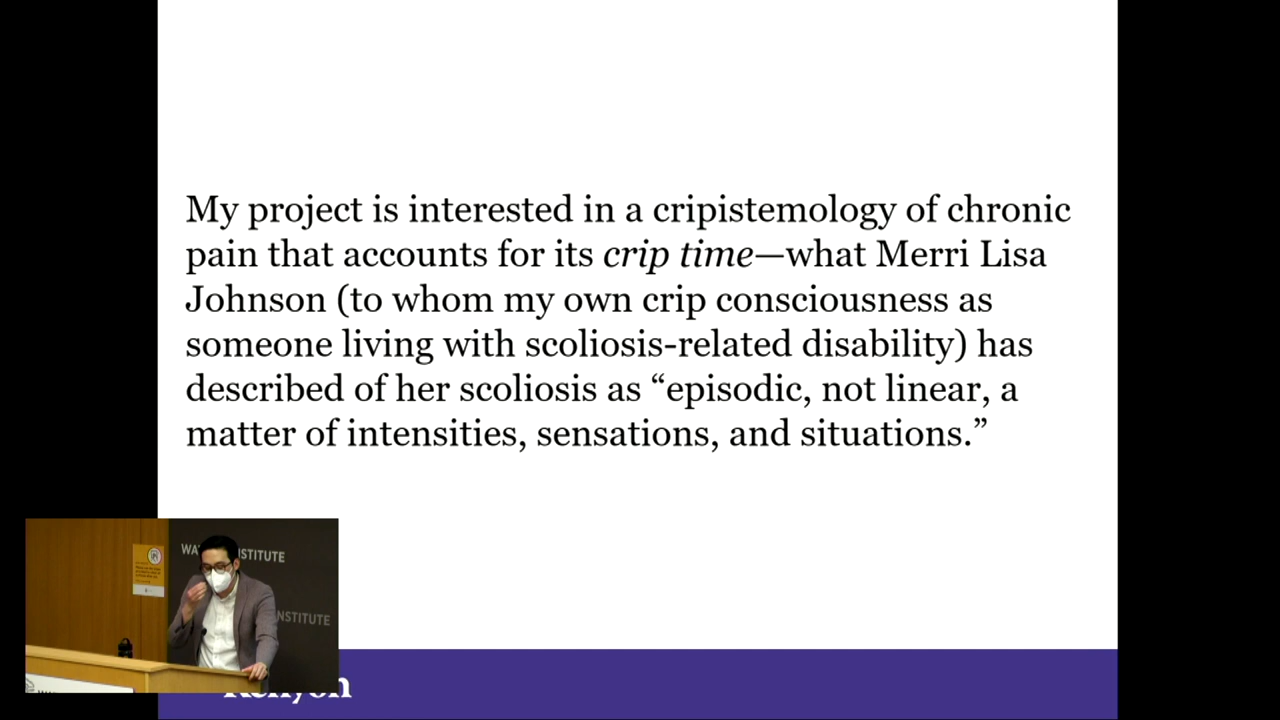 My project is interested in a cripistemology of chronic
pain that accounts for its crip time—what Merri Lisa
Johnson (to whom my own crip consciousness as
someone living with scoliosis-related disability) has
described of her scoliosis as “episodic, not linear, a
matter of intensities, sensations, and situations.”
INSTITUTE
Kenyon